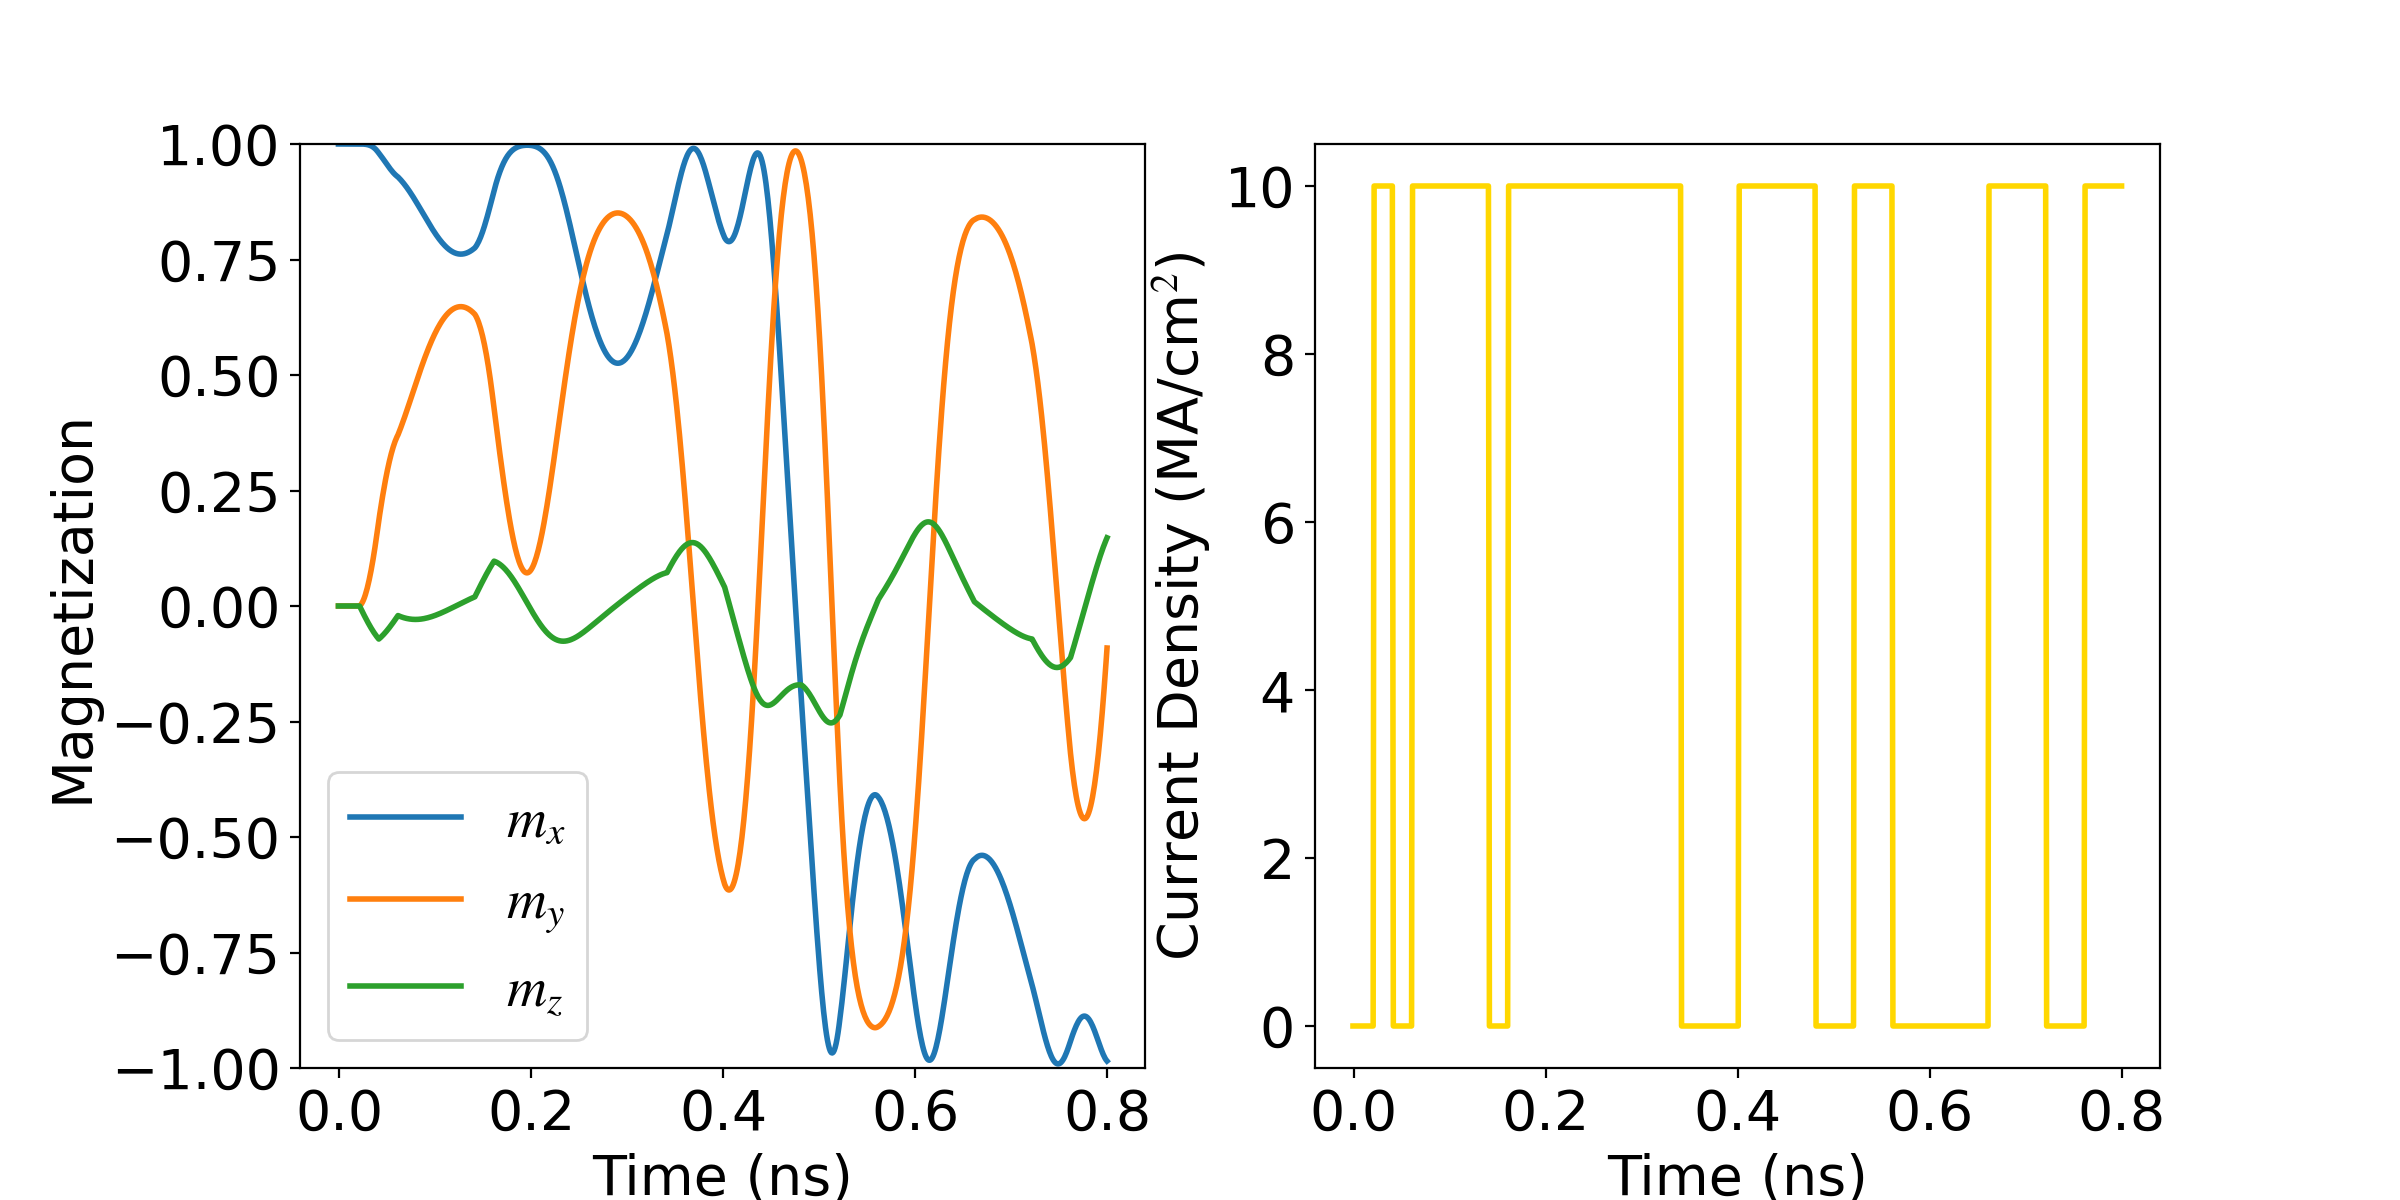 Magnetization
1.00
0.75
0.50
0.25
0.00
−0.25
−0.50
−0.75
−1.00
m_x
m_y
m_z
0.0 0.2 0.4 0.6 0.8
Time (ns)
Current Density (MA/cm²)
10
8
6
4
2
0
0.0 0.2 0.4 0.6 0.8
Time (ns)